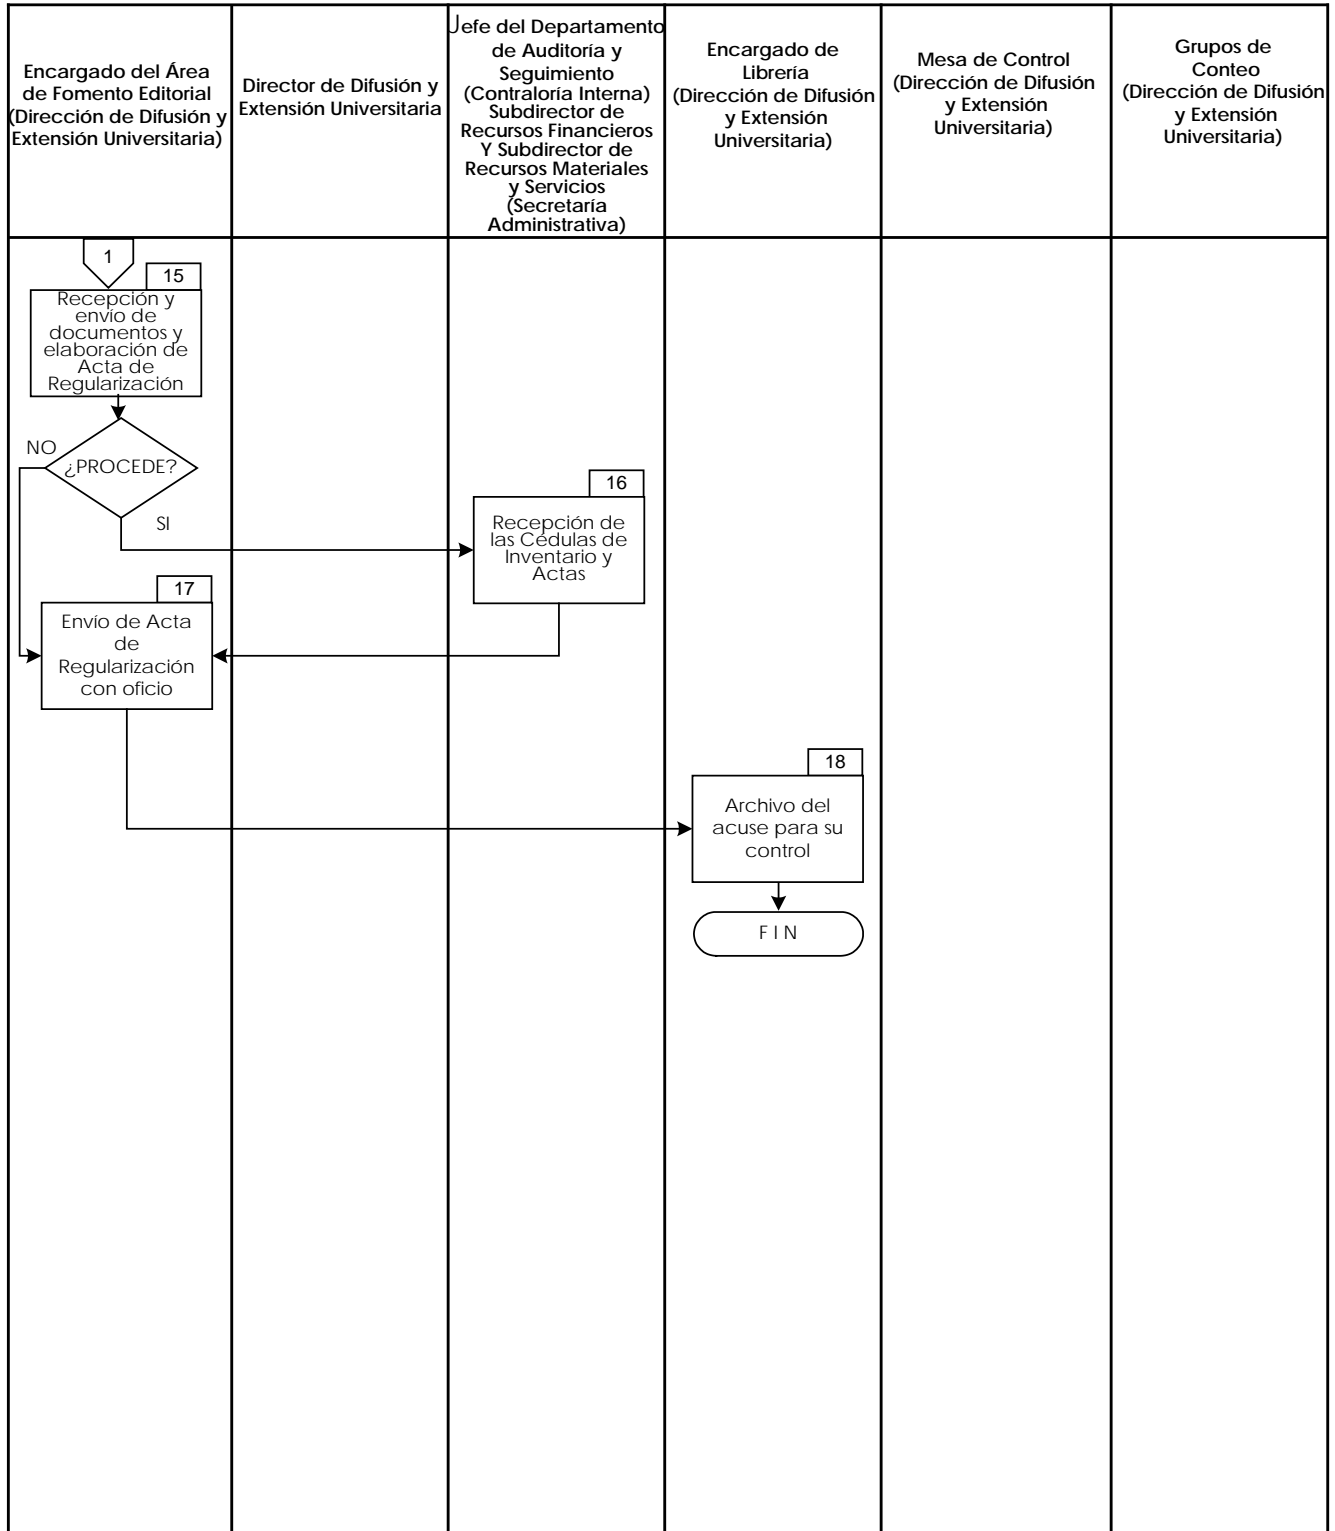 Encargado del Área
de Fomento Editorial
(Dirección de Difusión y
Extensión Universitaria)
Director de Difusión y
Extensión Universitaria
Jefe del Departamento
de Auditoría y
Seguimiento
(Contraloría Interna)
Subdirector de
Recursos Financieros
Y Subdirector de
Recursos Materiales
y Servicios
(Secretaría
Administrativa)
Encargado de
Librería
(Dirección de Difusión
y Extensión
Universitaria)
Mesa de Control
(Dirección de Difusión
y Extensión
Universitaria)
Grupos de
Conteo
(Dirección de Difusión
y Extensión
Universitaria)
1
15
Recepción y
envío de
documentos y
elaboración de
Acta de
Regularización
NO
¿PROCEDE?
SI
16
Recepción de
las Cédulas de
Inventario y
Actas
17
Envío de Acta
de
Regularización
con oficio
18
Archivo del
acuse para su
control
F I N